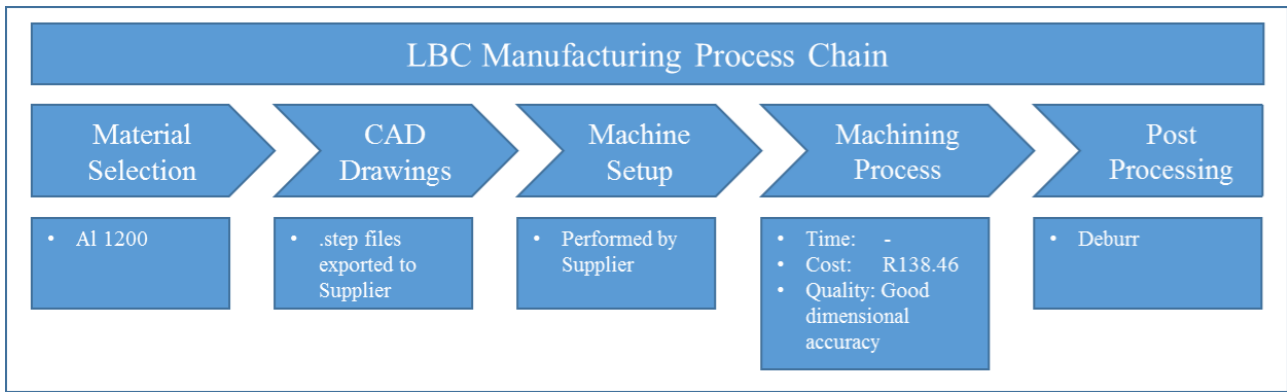 LBC Manufacturing Process Chain
Material
Selection
CAD
Drawings
Machine
Setup
Machining
Process
Post
Processing
• Al 1200
• .step files
exported to
Supplier
• Performed by
Supplier
• Time: -
• Cost: R138.46
• Quality: Good
dimensional
accuracy
• Deburr